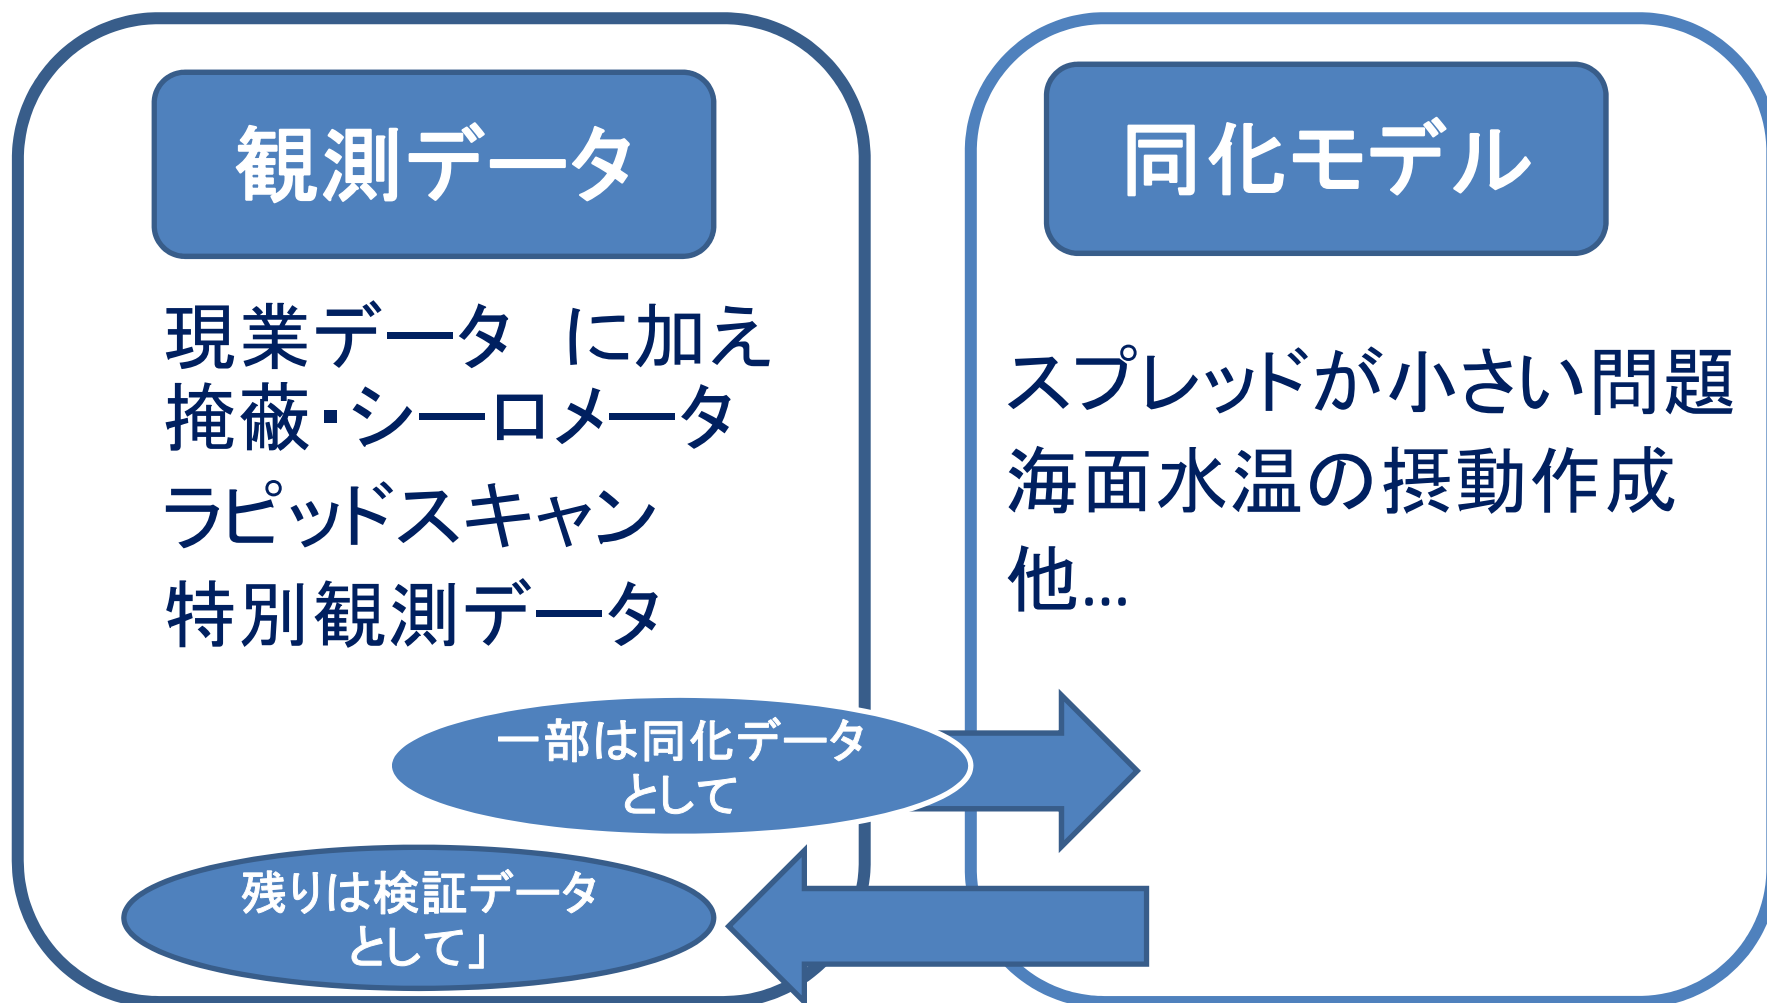 観測データ
現業データ　に加え
掩蔽・シーロメータ
ラピッドスキャン
特別観測データ
同化モデル
スプレッドが小さい問題
海面水温の摂動作成
他...
一部は同化データ
として
残りは検証データ
として」